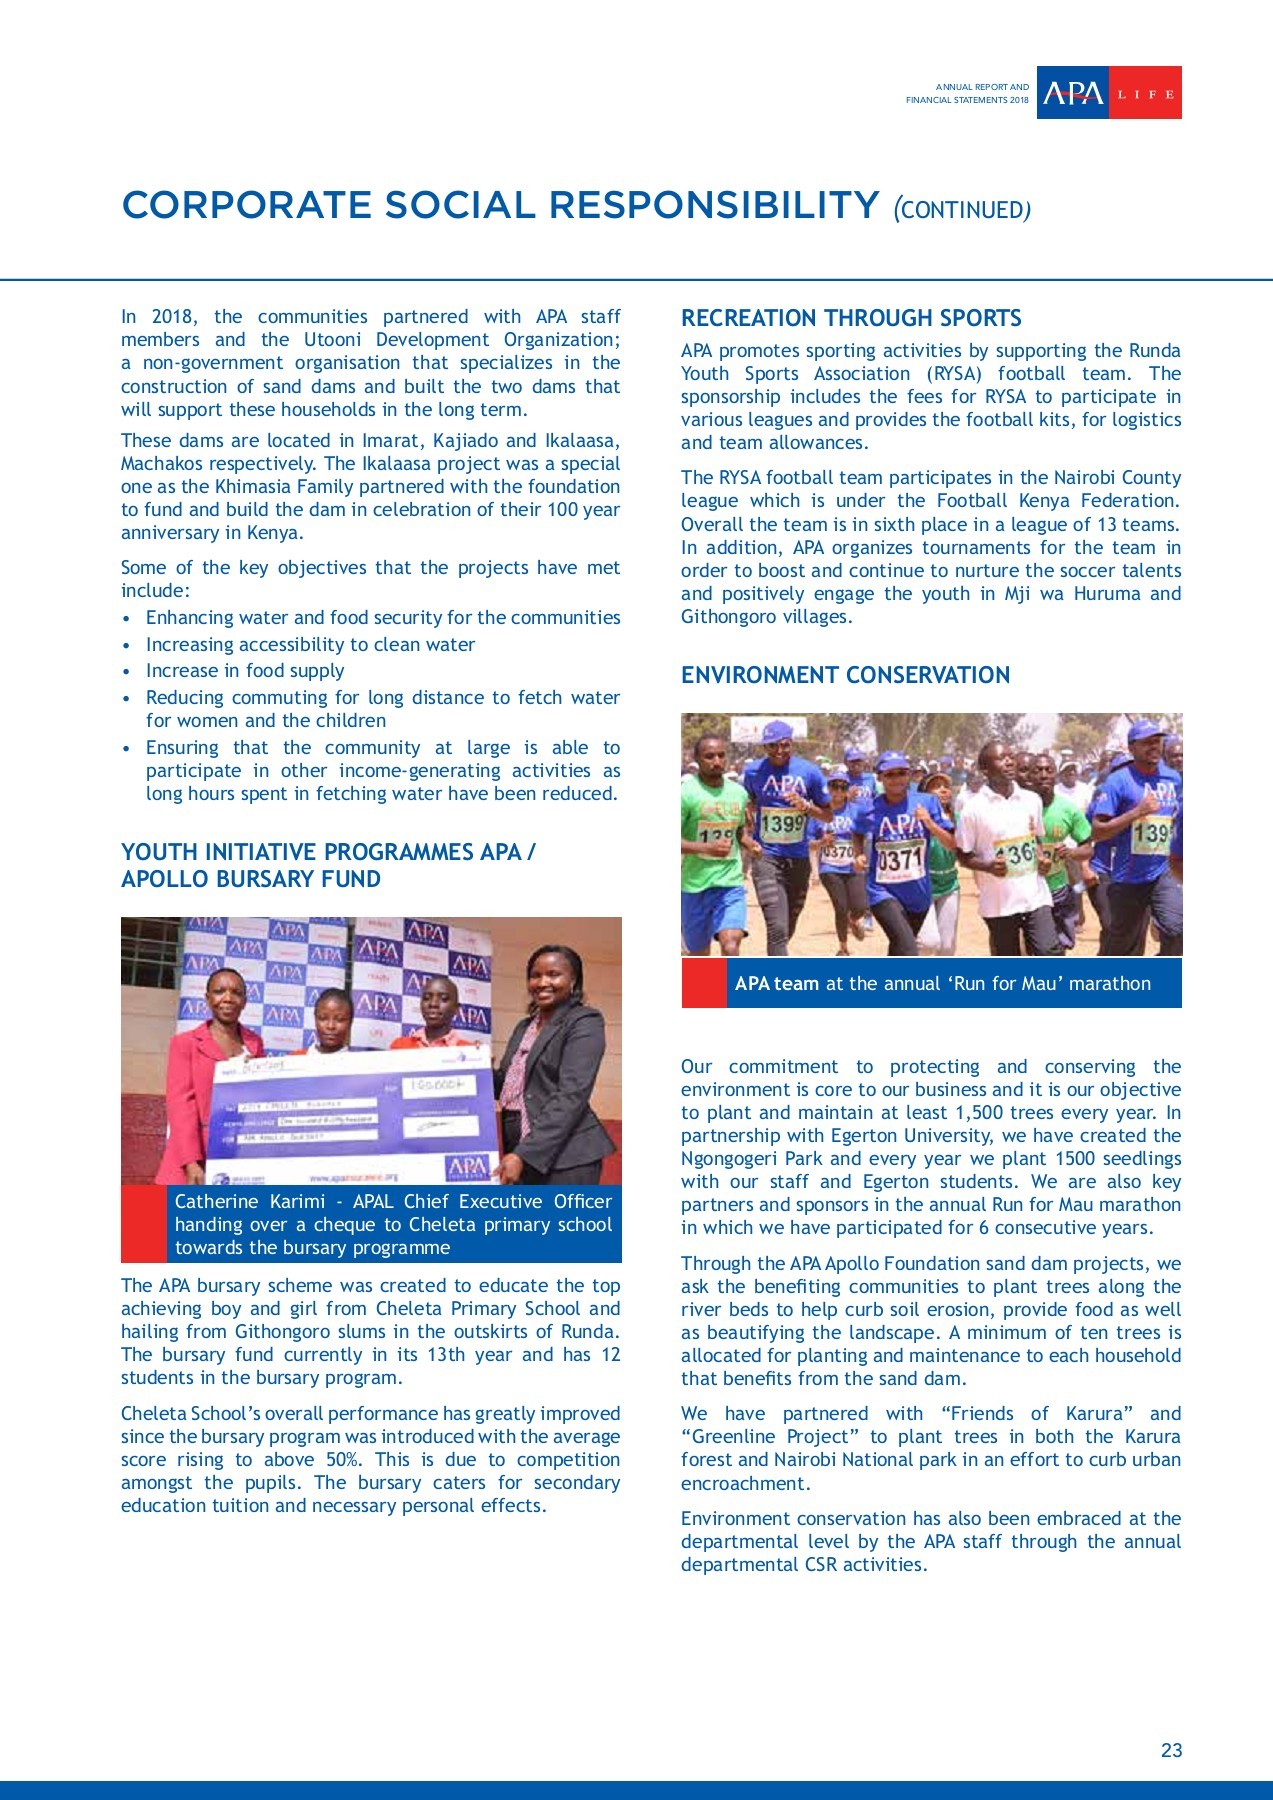 ANNUAL REPORT AND
FINANCIAL STATEMENTS 2018
APA LIFE
CORPORATE SOCIAL RESPONSIBILITY (CONTINUED)
In 2018, the communities partnered with APA staff
members and the Utooni Development Organization;
a non-government organisation that specializes in the
construction of sand dams and built the two dams that
will support these households in the long term.
These dams are located in Imarat, Kajiado and Ikalaasa,
Machakos respectively. The Ikalaasa project was a special
one as the Khimasia Family partnered with the foundation
to fund and build the dam in celebration of their 100 year
anniversary in Kenya.
Some of the key objectives that the projects have met
include:
• Enhancing water and food security for the communities
• Increasing accessibility to clean water
• Increase in food supply
• Reducing commuting for long distance to fetch water
for women and the children
• Ensuring that the community at large is able to
participate in other income-generating activities as
long hours spent in fetching water have been reduced.
YOUTH INITIATIVE PROGRAMMES APA /
APOLLO BURSARY FUND
APA
Catherine Karimi - APAL Chief Executive Officer
handing over a cheque to Cheleta primary school
towards the bursary programme
The APA bursary scheme was created to educate the top
achieving boy and girl from Cheleta Primary School and
hailing from Githongoro slums in the outskirts of Runda.
The bursary fund currently in its 13th year and has 12
students in the bursary program.
Cheleta School’s overall performance has greatly improved
since the bursary program was introduced with the average
score rising to above 50%. This is due to competition
amongst the pupils. The bursary caters for secondary
education tuition and necessary personal effects.
RECREATION THROUGH SPORTS
APA promotes sporting activities by supporting the Runda
Youth Sports Association (RYSA) football team. The
sponsorship includes the fees for RYSA to participate in
various leagues and provides the football kits, for logistics
and team allowances.
The RYSA football team participates in the Nairobi County
league which is under the Football Kenya Federation.
Overall the team is in sixth place in a league of 13 teams.
In addition, APA organizes tournaments for the team in
order to boost and continue to nurture the soccer talents
and positively engage the youth in Mji wa Huruma and
Githongoro villages.
ENVIRONMENT CONSERVATION
APA
1399
0370
APA
0371
139
APA team at the annual ‘Run for Mau’ marathon
Our commitment to protecting and conserving the
environment is core to our business and it is our objective
to plant and maintain at least 1,500 trees every year. In
partnership with Egerton University, we have created the
Ngongogeri Park and every year we plant 1500 seedlings
with our staff and Egerton students. We are also key
partners and sponsors in the annual Run for Mau marathon
in which we have participated for 6 consecutive years.
Through the APA Apollo Foundation sand dam projects, we
ask the benefiting communities to plant trees along the
river beds to help curb soil erosion, provide food as well
as beautifying the landscape. A minimum of ten trees is
allocated for planting and maintenance to each household
that benefits from the sand dam.
We have partnered with “Friends of Karura” and
“Greenline Project” to plant trees in both the Karura
forest and Nairobi National park in an effort to curb urban
encroachment.
Environment conservation has also been embraced at the
departmental level by the APA staff through the annual
departmental CSR activities.
23